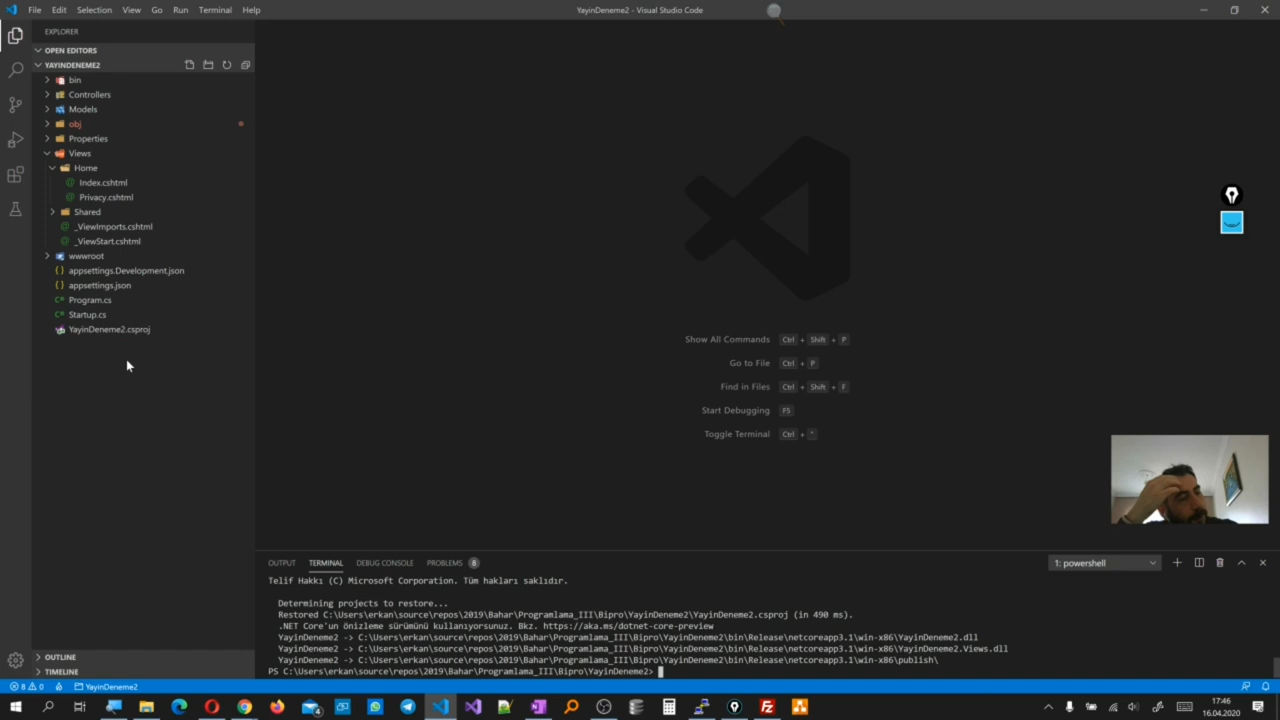 File Edit Selection View Go Run Terminal Help
YayinDeneme2 - Visual Studio Code
EXPLORER
OPEN EDITORS
YAYINDENEME2
bin
Controllers
Models
obj
Properties
Views
Home
Index.cshtml
Privacy.cshtml
Shared
_ViewImports.cshtml
_ViewStart.cshtml
wwwroot
appsettings.Development.json
appsettings.json
Program.cs
Startup.cs
YayinDeneme2.csproj
Show All Commands Ctrl + Shift + P
Go to File Ctrl + P
Find in Files Ctrl + Shift + F
Start Debugging F5
Toggle Terminal Ctrl + "
OUTPUT TERMINAL DEBUG CONSOLE PROBLEMS 8
1: powershell
Telif Hakkı (C) Microsoft Corporation. Tüm hakları saklıdır.
Determining projects to restore...
Restored C:\Users\erkan\source\repos\2019\Bahar\Programlama_III\Bipro\YayinDeneme2\YayinDeneme2.csproj (in 490 ms).
.NET Core'un önizleme sürümünü kullanıyorsunuz. Bkz. https://aka.ms/dotnet-core-preview
YayinDeneme2 -> C:\Users\erkan\source\repos\2019\Bahar\Programlama_III\Bipro\YayinDeneme2\bin\Release\netcoreapp3.1\win-x86\YayinDeneme2.dll
YayinDeneme2 -> C:\Users\erkan\source\repos\2019\Bahar\Programlama_III\Bipro\YayinDeneme2\bin\Release\netcoreapp3.1\win-x86\YayinDeneme2.Views.dll
YayinDeneme2 -> C:\Users\erkan\source\repos\2019\Bahar\Programlama_III\Bipro\YayinDeneme2\bin\Release\netcoreapp3.1\win-x86\publish\
PS C:\Users\erkan\source\repos\2019\Bahar\Programlama_III\Bipro\YayinDeneme2>
OUTLINE
TIMELINE
8 0 YayinDeneme2
17:46
16.04.2020